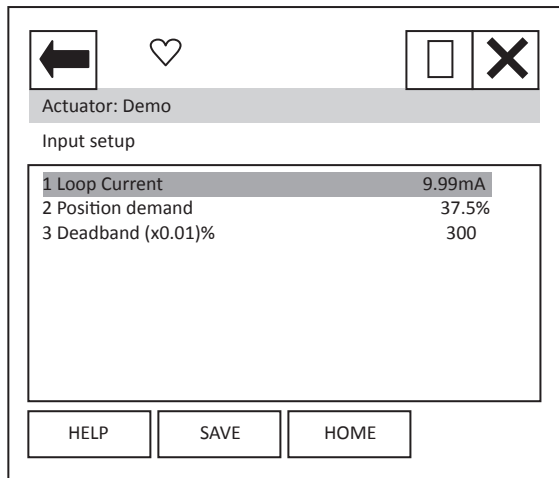 Actuator: Demo
Input setup
1 Loop Current 9.99mA
2 Position demand 37.5%
3 Deadband (x0.01)% 300
HELP SAVE HOME